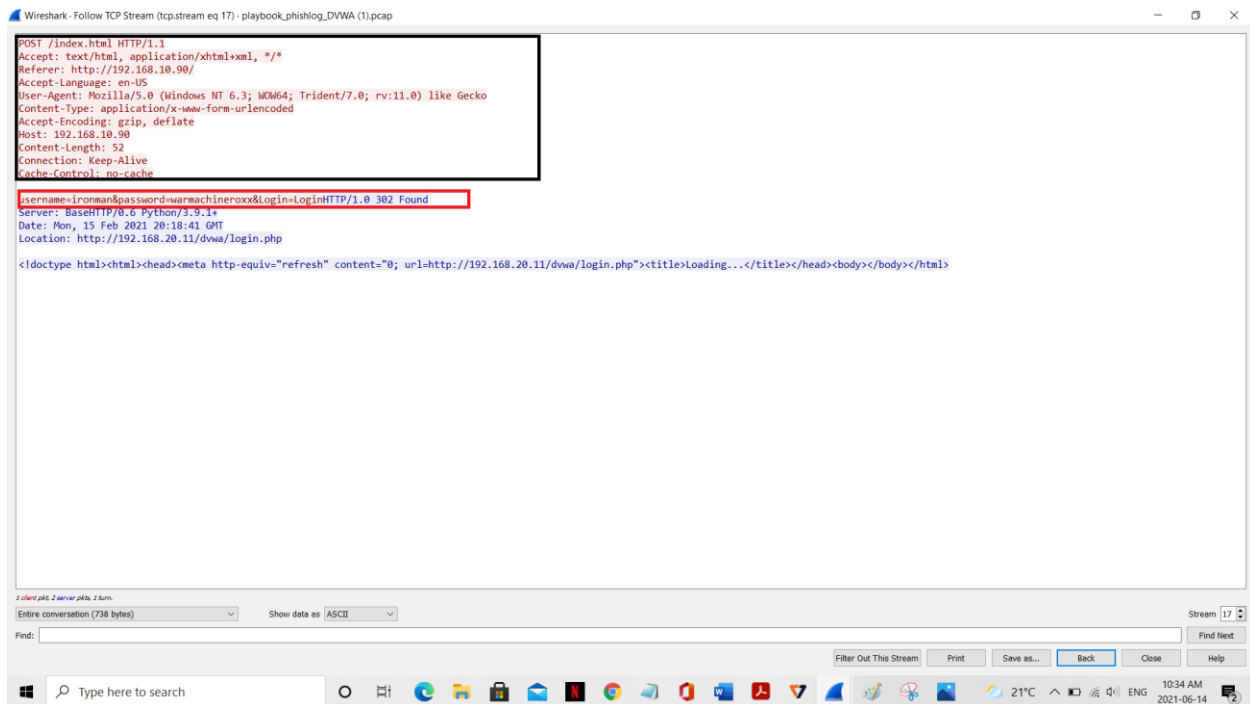 Wireshark · Follow TCP Stream (tcp.stream eq 17) · playbook_phishlog_DVWA (1).pcap
POST /index.html HTTP/1.1
Accept: text/html, application/xhtml+xml, */*
Referer: http://192.168.10.90/
Accept-Language: en-US
User-Agent: Mozilla/5.0 (Windows NT 6.3; WOW64; Trident/7.0; rv:11.0) like Gecko
Content-Type: application/x-www-form-urlencoded
Accept-Encoding: gzip, deflate
Host: 192.168.10.90
Content-Length: 52
Connection: Keep-Alive
Cache-Control: no-cache
username=ironman&password=warmachineroxx&Login=LoginHTTP/1.0 302 Found
Server: BaseHTTP/0.6 Python/3.9.1+
Date: Mon, 15 Feb 2021 20:18:41 GMT
Location: http://192.168.20.11/dvwa/login.php
<!doctype html><html><head><meta http-equiv="refresh" content="0; url=http://192.168.20.11/dvwa/login.php"><title>Loading...</title></head><body></body></html>
1 client pkt, 2 server pkts, 1 turn.
Entire conversation (738 bytes) Show data as ASCII Stream 17
Find: Find Next
Filter Out This Stream Print Save as... Back Close Help
Type here to search 21°C ENG 10:34 AM
2021-06-14 2